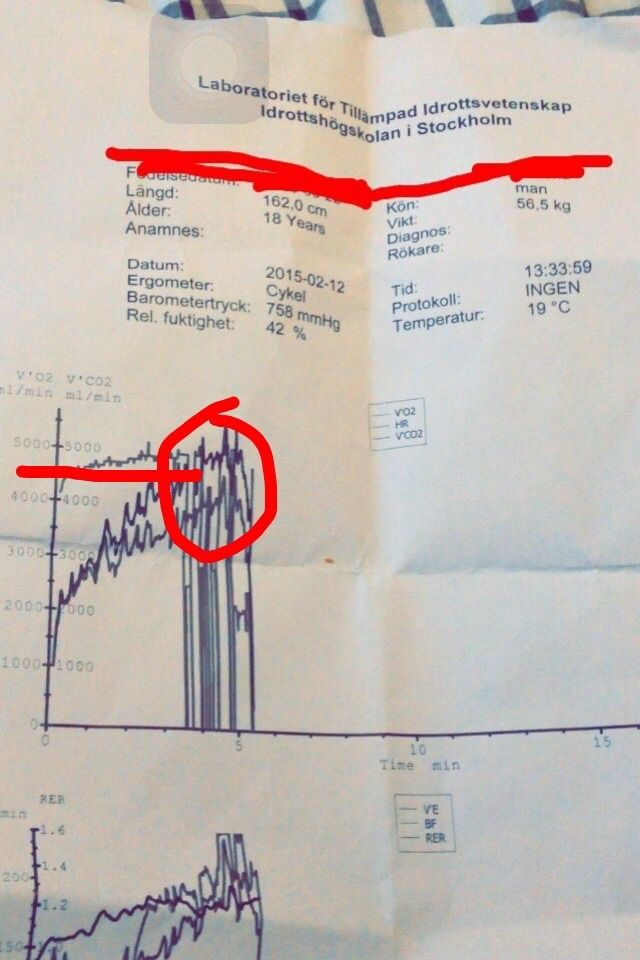 Laboratoriet för Tillämpad Idrottsvetenskap
Idrottshögskolan i Stockholm
Födelsedatum:
Längd: 162,0 cm
Ålder: 18 Years
Anamnes:
man
Kön:
Vikt: 56,5 kg
Diagnos:
Rökare:
Datum: 2015-02-12
Ergometer: Cykel
Barometertryck: 758 mmHg
Rel. fuktighet: 42 %
Tid: 13:33:59
Protokoll: INGEN
Temperatur: 19 °C
V'O2 V'CO2
ml/min ml/min
V'O2
HR
V'CO2
5000 5000
4000 4000
3000 3000
2000 2000
1000 1000
0
0 5 10 15
Time min
RER
min
1.6
1.4
200
1.2
150
V'E
BF
RER